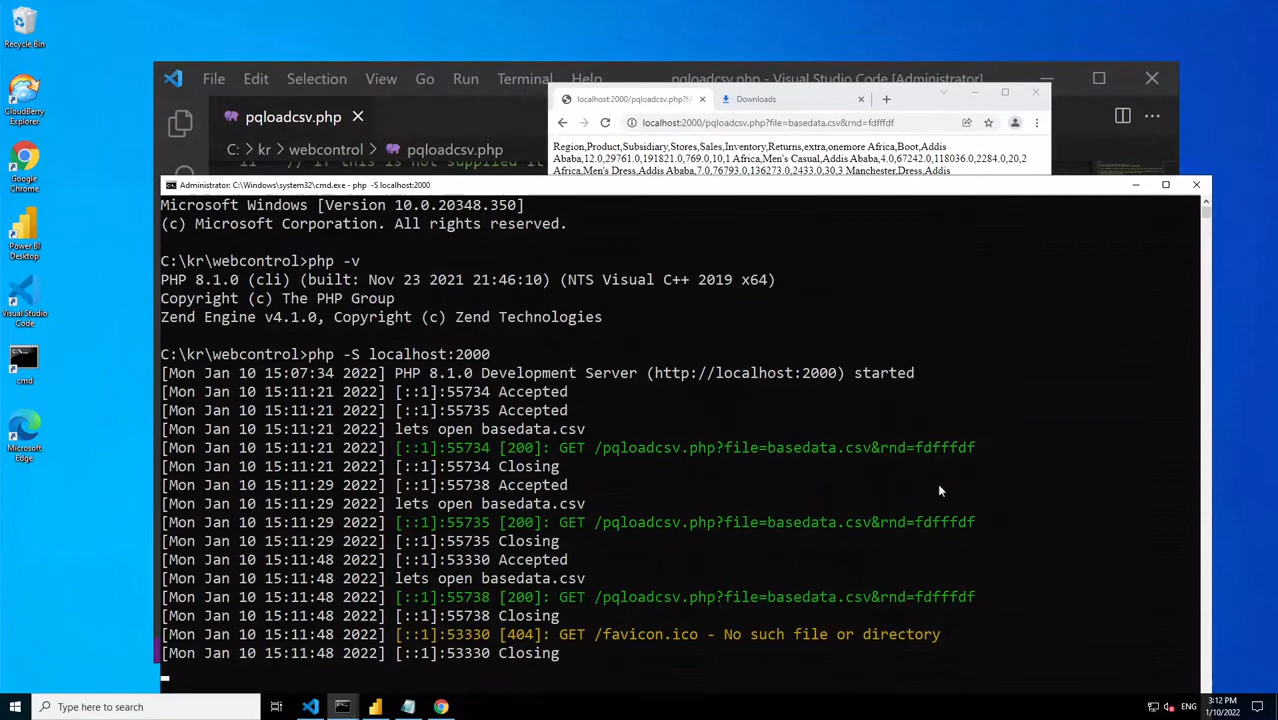 Recycle Bin
CloudBerry
Explorer
Google
Chrome
Power BI
Desktop
Visual Studio
Code
cmd
Microsoft
Edge
File Edit Selection View Go Run Terminal Help pqloadcsv.php - Visual Studio Code [Administrator]
pqloadcsv.php
C: > kr > webcontrol > pqloadcsv.php
11 // If this is not supplied it
localhost:2000/pqloadcsv.php?fi
Downloads
localhost:2000/pqloadcsv.php?file=basedata.csv&rnd=fdfffdf
Region,Product,Subsidiary,Stores,Sales,Inventory,Returns,extra,onemore Africa,Boot,Addis
Ababa,12.0,29761.0,191821.0,769.0,10,1 Africa,Men's Casual,Addis Ababa,4.0,67242.0,118036.0,2284.0,20,2
Africa,Men's Dress,Addis Ababa,7.0,76793.0,136273.0,2433.0,30,3 Manchester,Dress,Addis
Administrator: C:\Windows\system32\cmd.exe - php -S localhost:2000
Microsoft Windows [Version 10.0.20348.350]
(c) Microsoft Corporation. All rights reserved.
C:\kr\webcontrol>php -v
PHP 8.1.0 (cli) (built: Nov 23 2021 21:46:10) (NTS Visual C++ 2019 x64)
Copyright (c) The PHP Group
Zend Engine v4.1.0, Copyright (c) Zend Technologies
C:\kr\webcontrol>php -S localhost:2000
[Mon Jan 10 15:07:34 2022] PHP 8.1.0 Development Server (http://localhost:2000) started
[Mon Jan 10 15:11:21 2022] [::1]:55734 Accepted
[Mon Jan 10 15:11:21 2022] [::1]:55735 Accepted
[Mon Jan 10 15:11:21 2022] lets open basedata.csv
[Mon Jan 10 15:11:21 2022] [::1]:55734 [200]: GET /pqloadcsv.php?file=basedata.csv&rnd=fdfffdf
[Mon Jan 10 15:11:21 2022] [::1]:55734 Closing
[Mon Jan 10 15:11:29 2022] [::1]:55738 Accepted
[Mon Jan 10 15:11:29 2022] lets open basedata.csv
[Mon Jan 10 15:11:29 2022] [::1]:55735 [200]: GET /pqloadcsv.php?file=basedata.csv&rnd=fdfffdf
[Mon Jan 10 15:11:29 2022] [::1]:55735 Closing
[Mon Jan 10 15:11:48 2022] [::1]:53330 Accepted
[Mon Jan 10 15:11:48 2022] lets open basedata.csv
[Mon Jan 10 15:11:48 2022] [::1]:55738 [200]: GET /pqloadcsv.php?file=basedata.csv&rnd=fdfffdf
[Mon Jan 10 15:11:48 2022] [::1]:55738 Closing
[Mon Jan 10 15:11:48 2022] [::1]:53330 [404]: GET /favicon.ico - No such file or directory
[Mon Jan 10 15:11:48 2022] [::1]:53330 Closing
Type here to search
ENG
3:12 PM
1/10/2022